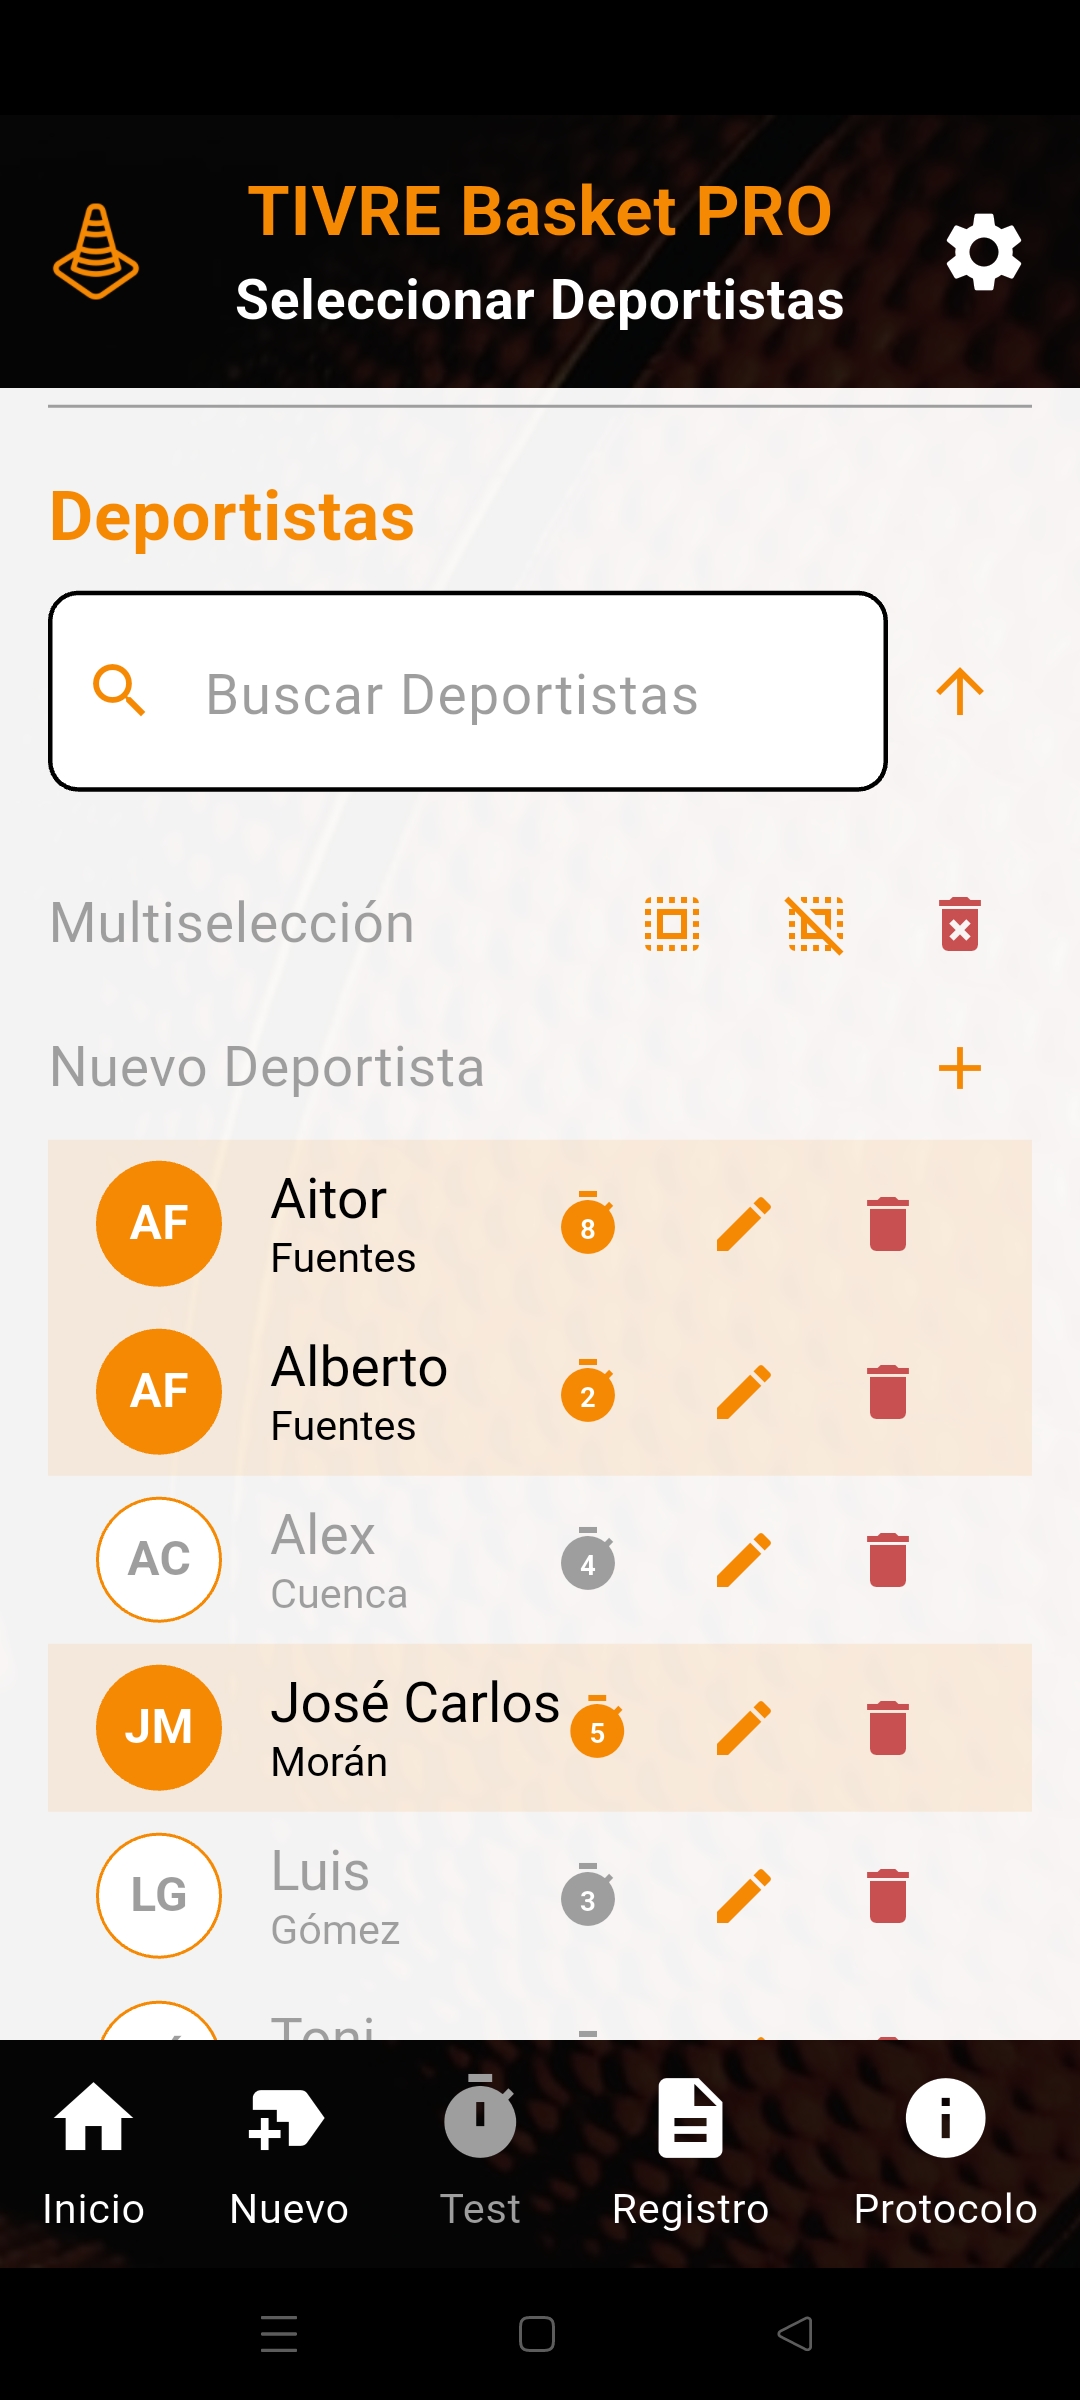 TIVRE Basket PRO
Seleccionar Deportistas
Deportistas
Buscar Deportistas
Multiselección
Nuevo Deportista
AF
Aitor
Fuentes
8
AF
Alberto
Fuentes
2
AC
Alex
Cuenca
4
JM
José Carlos
Morán
5
LG
Luis
Gómez
3
Toni
Inicio
Nuevo
Test
Registro
Protocolo